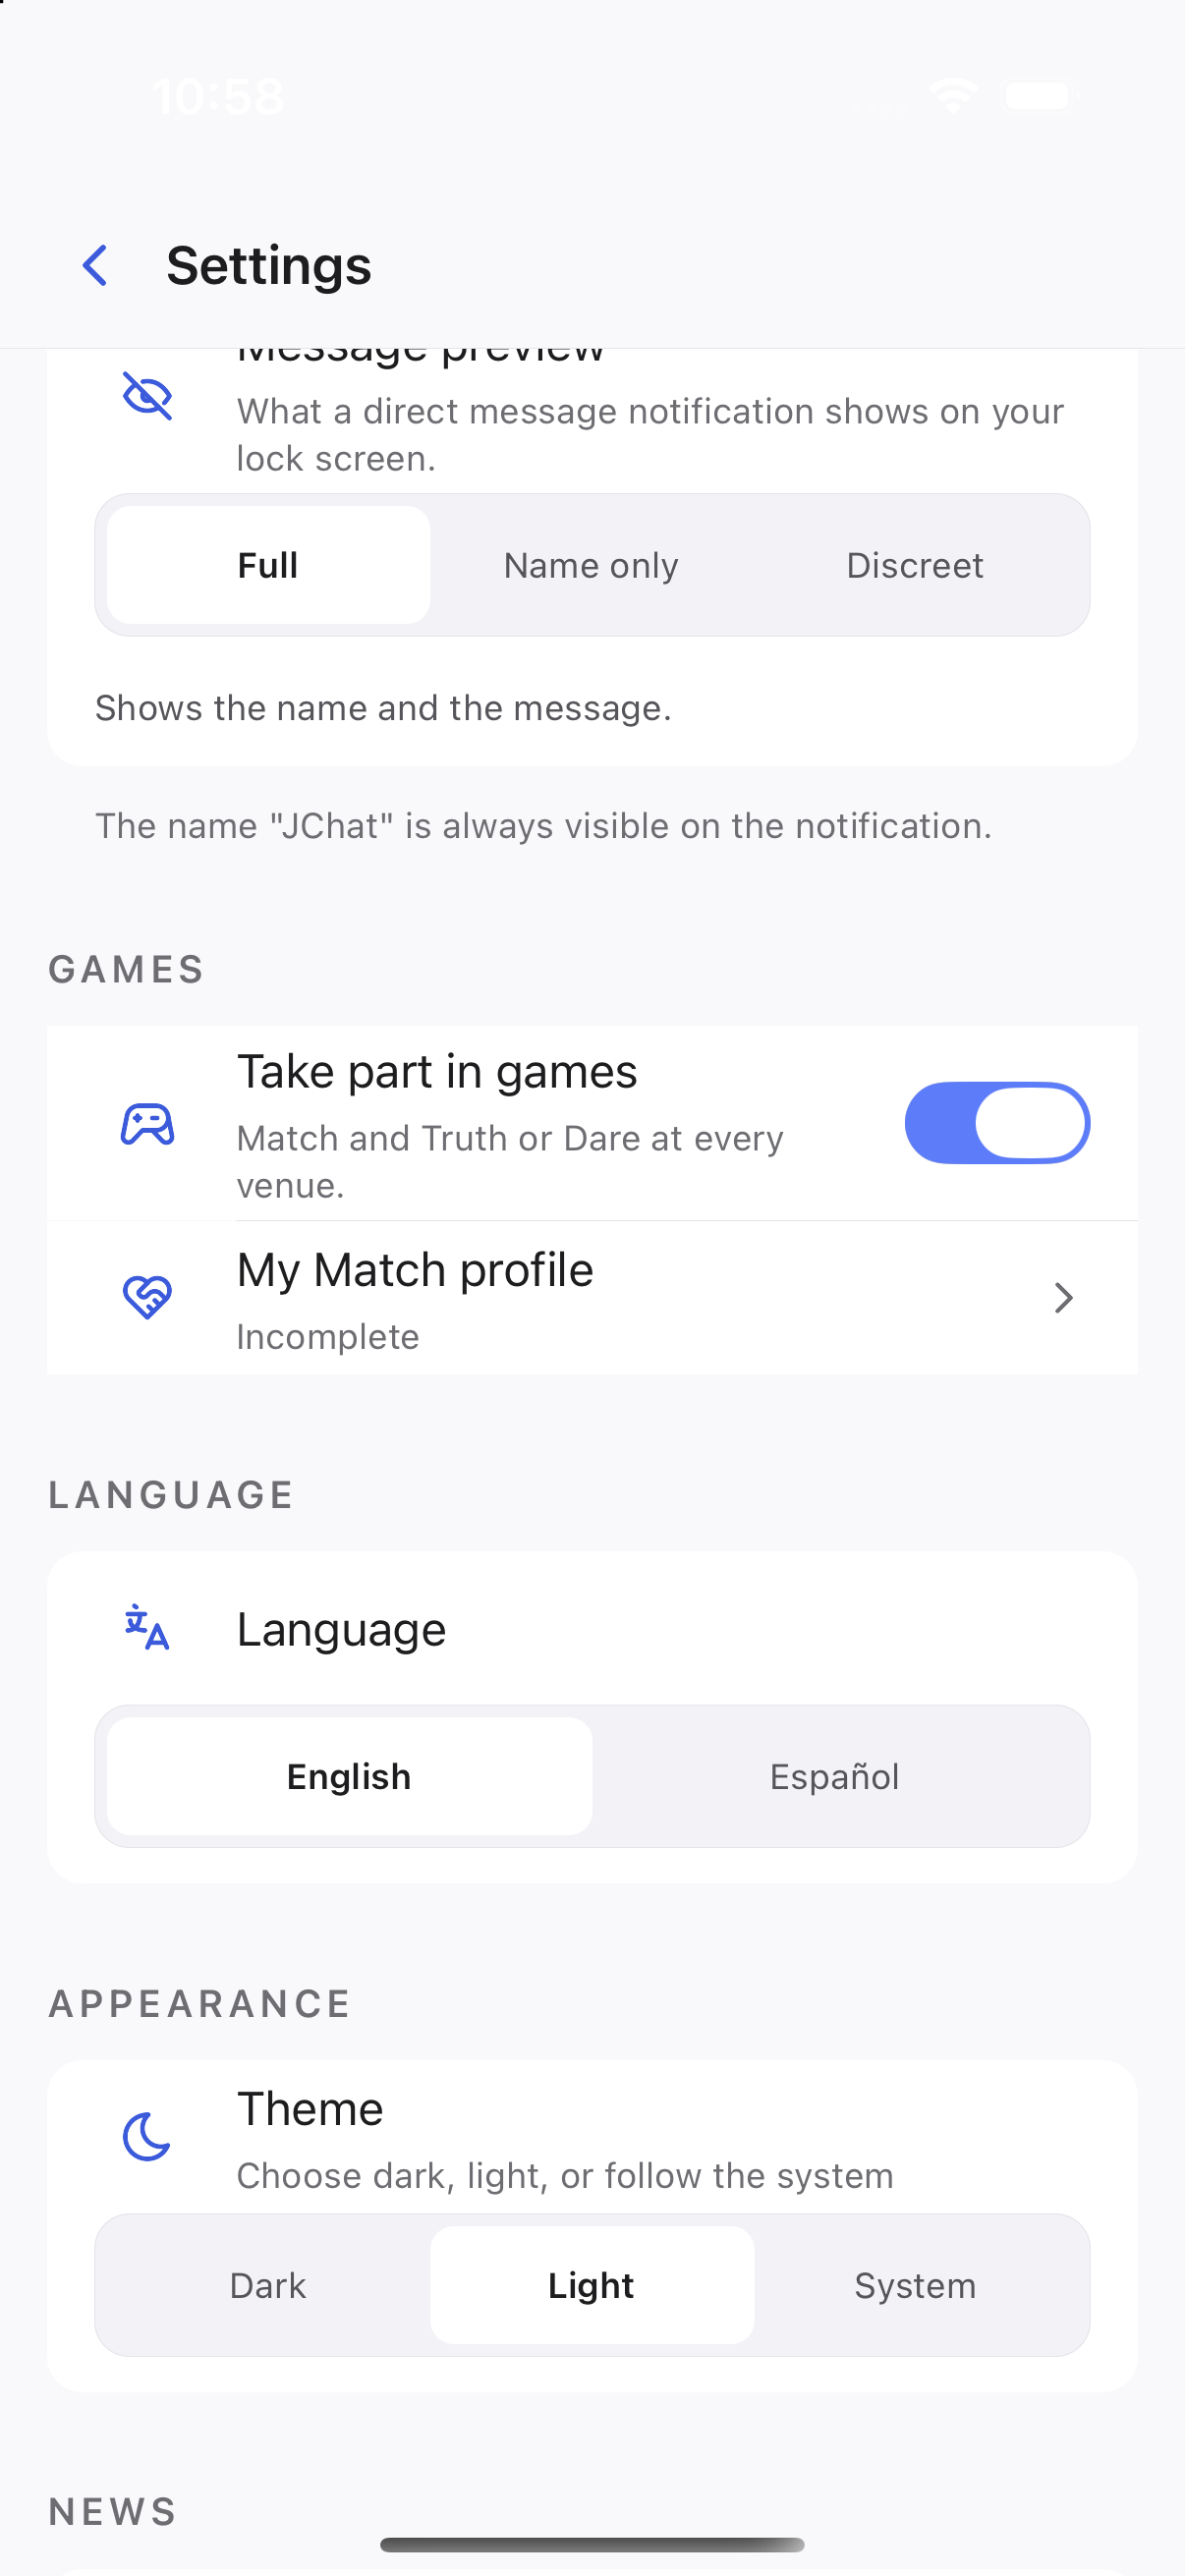 10:58
Settings
Message preview
What a direct message notification shows on your
lock screen.
Full
Name only
Discreet
Shows the name and the message.
The name "JChat" is always visible on the notification.
GAMES
Take part in games
Match and Truth or Dare at every
venue.
My Match profile
Incomplete
LANGUAGE
Language
English
Español
APPEARANCE
Theme
Choose dark, light, or follow the system
Dark
Light
System
NEWS